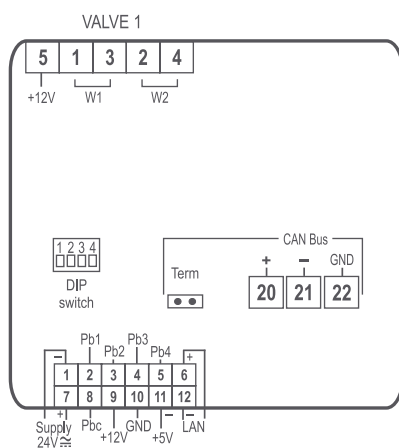 VALVE 1
5 1 3 2 4
+12V W1 W2
1 2 3 4
DIP
switch
Term
CAN Bus
+ − GND
20 21 22
Pb1 Pb2 Pb3 Pb4
− +
1 2 3 4 5 6
7 8 9 10 11 12
+ − −
Supply
24V
Pbc +12V GND +5V LAN